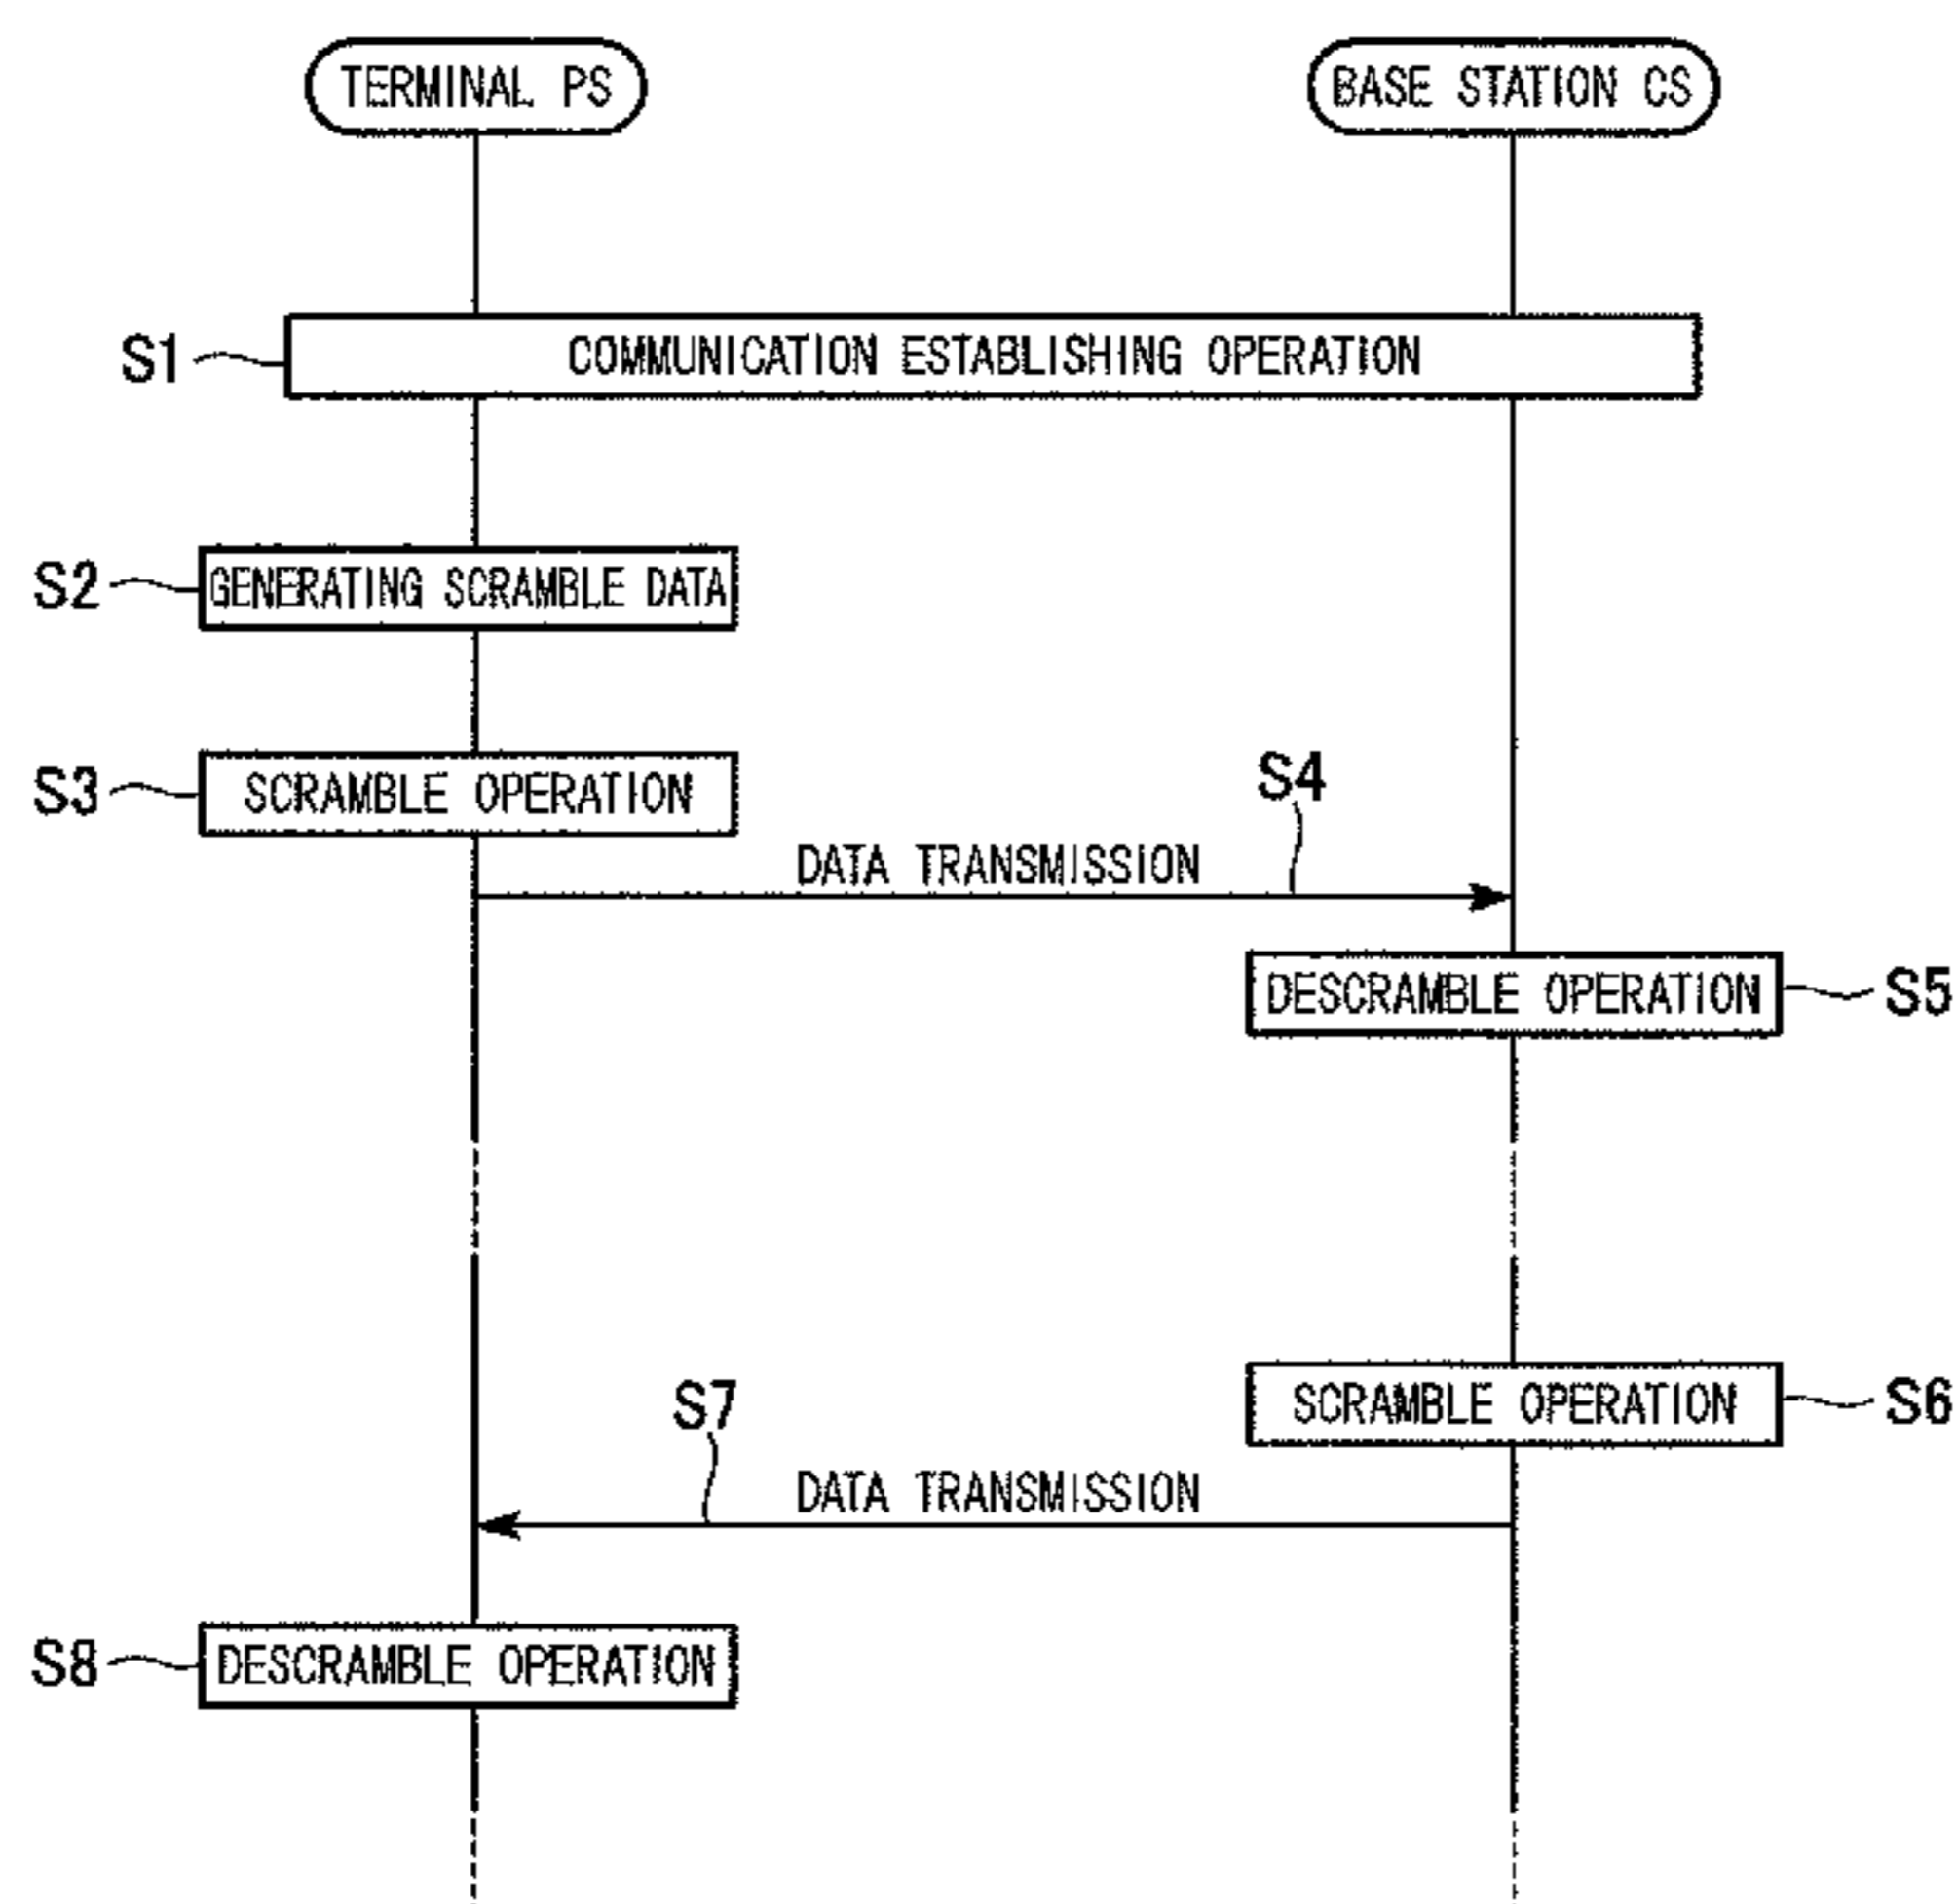 TERMINAL PS
BASE STATION CS
S1
COMMUNICATION ESTABLISHING OPERATION
S2
GENERATING SCRAMBLE DATA
S3
SCRAMBLE OPERATION
S4
DATA TRANSMISSION
DESCRAMBLE OPERATION
S5
SCRAMBLE OPERATION
S6
S7
DATA TRANSMISSION
S8
DESCRAMBLE OPERATION